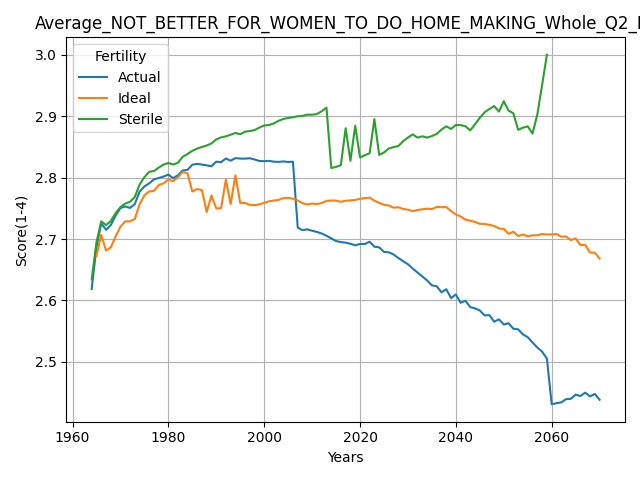 Average_NOT_BETTER_FOR_WOMEN_TO_DO_HOME_MAKING_Whole_Q2_
Fertility
Actual
Ideal
Sterile
3.0
2.9
2.8
2.7
2.6
2.5
Score(1-4)
1960 1980 2000 2020 2040 2060
Years